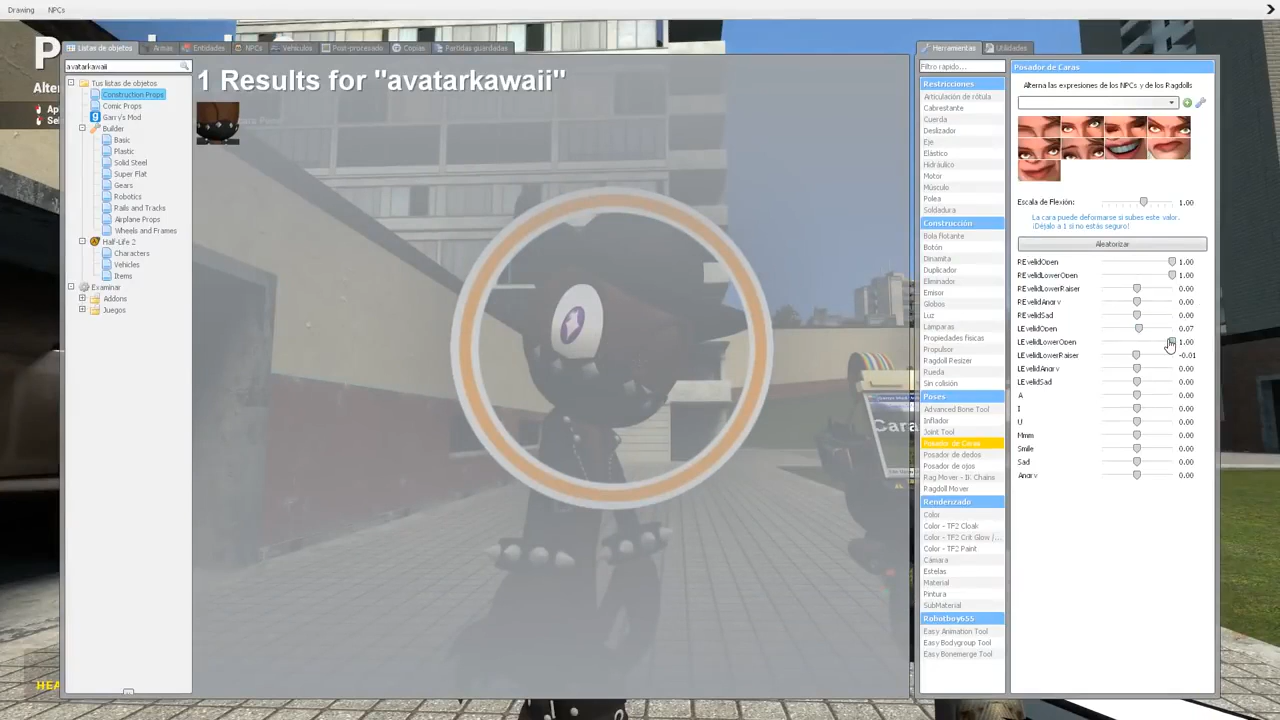 Drawing NPCs
P
Listas de objetos Armas Entidades NPCs Vehículos Post-procesado Copias Partidas guardadas
avatarkawaii
1 Results for "avatarkawaii"
Tus listas de objetos
Construction Props
Comic Props
Garry's Mod
Builder
Basic
Plastic
Solid Steel
Super Flat
Gears
Robotics
Rails and Tracks
Airplane Props
Wheels and Frames
Half-Life 2
Characters
Vehicles
Items
Examinar
Addons
Juegos
Alter
Ap
Sel
HEA
Cara
Herramientas Utilidades
Filtro rápido...
Restricciones
Articulación de rótula
Cabrestante
Cuerda
Deslizador
Eje
Elástico
Hidráulico
Motor
Músculo
Polea
Soldadura
Construcción
Bola flotante
Botón
Dinamita
Duplicador
Eliminador
Emisor
Globos
Luz
Lámparas
Propiedades físicas
Propulsor
Ragdoll Resizer
Rueda
Sin colisión
Poses
Advanced Bone Tool
Inflador
Joint Tool
Posador de Caras
Posador de dedos
Posador de ojos
Rag Mover - IK Chains
Ragdoll Mover
Renderizado
Color
Color - TF2 Cloak
Color - TF2 Crit Glow /...
Color - TF2 Paint
Cámara
Estelas
Material
Pintura
SubMaterial
Robotboy655
Easy Animation Tool
Easy Bodygroup Tool
Easy Bonemerge Tool
Posador de Caras
Alterna las expresiones de los NPCs y de los Ragdolls
Escala de Flexión: 1.00
La cara puede deformarse si subes este valor.
¡Déjalo a 1 si no estás seguro!
Aleatorizar
REyelidOpen 1.00
REyelidLowerOpen 1.00
REyelidLowerRaiser 0.00
REyelidAngry 0.00
REyelidSad 0.00
LEyelidOpen 0.07
LEyelidLowerOpen 1.00
LEyelidLowerRaiser -0.01
LEyelidAngry 0.00
LEyelidSad 0.00
A 0.00
I 0.00
U 0.00
Mmm 0.00
Smile 0.00
Sad 0.00
Angry 0.00